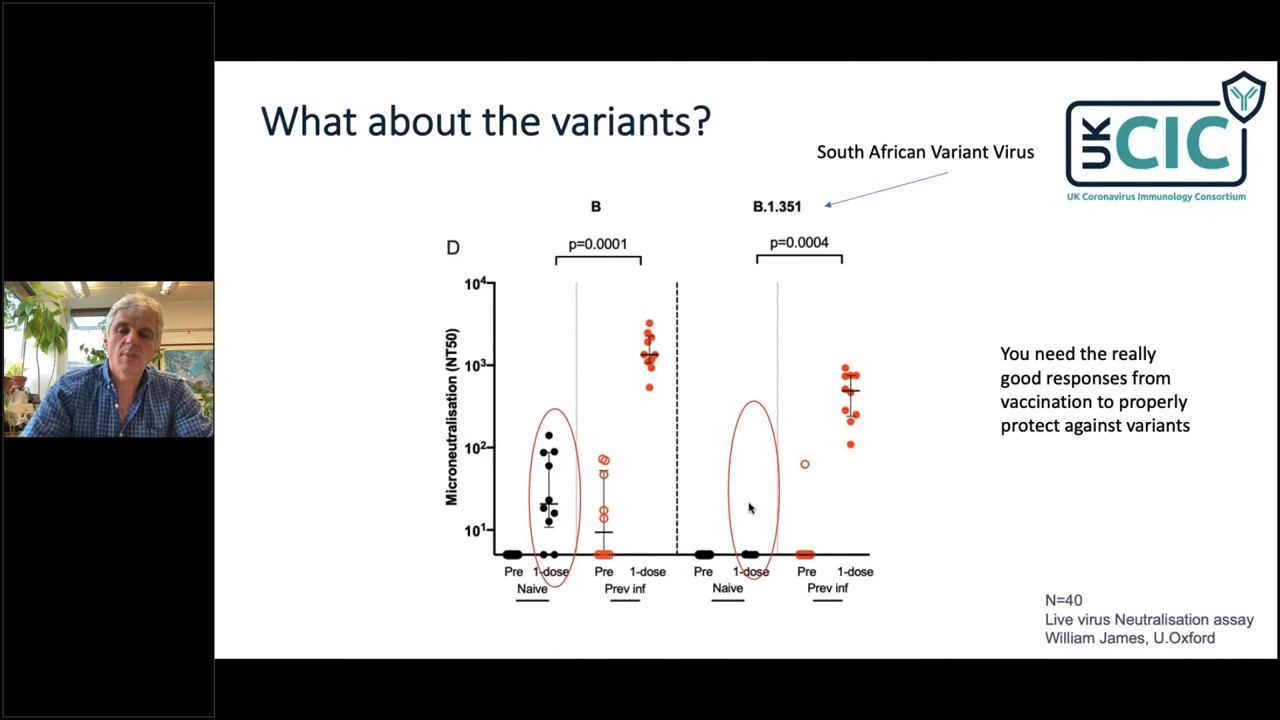 What about the variants?
South African Variant Virus
UK CIC
UK Coronavirus Immunology Consortium
B
B.1.351
D
p=0.0001
p=0.0004
10⁴
10³
10²
10¹
Microneutralisation (NT50)
Pre 1-dose Pre 1-dose Pre 1-dose Pre 1-dose
Naive Prev inf Naive Prev inf
You need the really
good responses from
vaccination to properly
protect against variants
N=40
Live virus Neutralisation assay
William James, U.Oxford